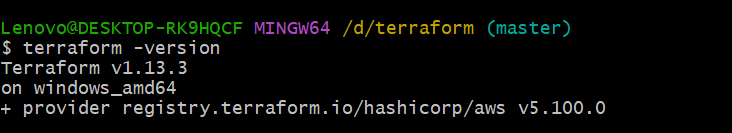 Lenovo@DESKTOP-RK9HQCF MINGW64 /d/terraform (master)
$ terraform -version
Terraform v1.13.3
on windows_amd64
+ provider registry.terraform.io/hashicorp/aws v5.100.0